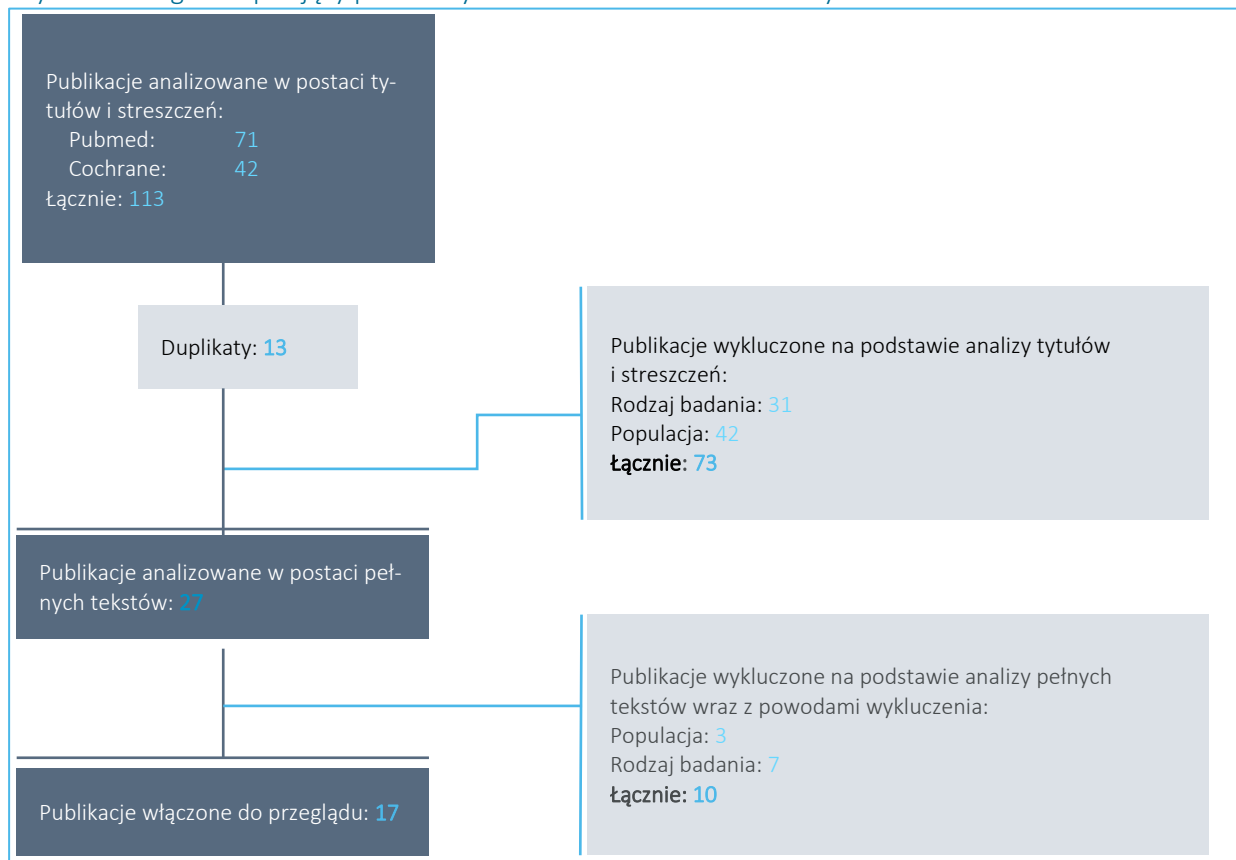 Publikacje analizowane w postaci ty-
tułów i streszczeń:
Pubmed: 71
Cochrane: 42
Łącznie: 113
Duplikaty: 13
Publikacje wykluczone na podstawie analizy tytułów
i streszczeń:
Rodzaj badania: 31
Populacja: 42
Łącznie: 73
Publikacje analizowane w postaci peł-
nych tekstów: 27
Publikacje wykluczone na podstawie analizy pełnych
tekstów wraz z powodami wykluczenia:
Populacja: 3
Rodzaj badania: 7
Łącznie: 10
Publikacje włączone do przeglądu: 17